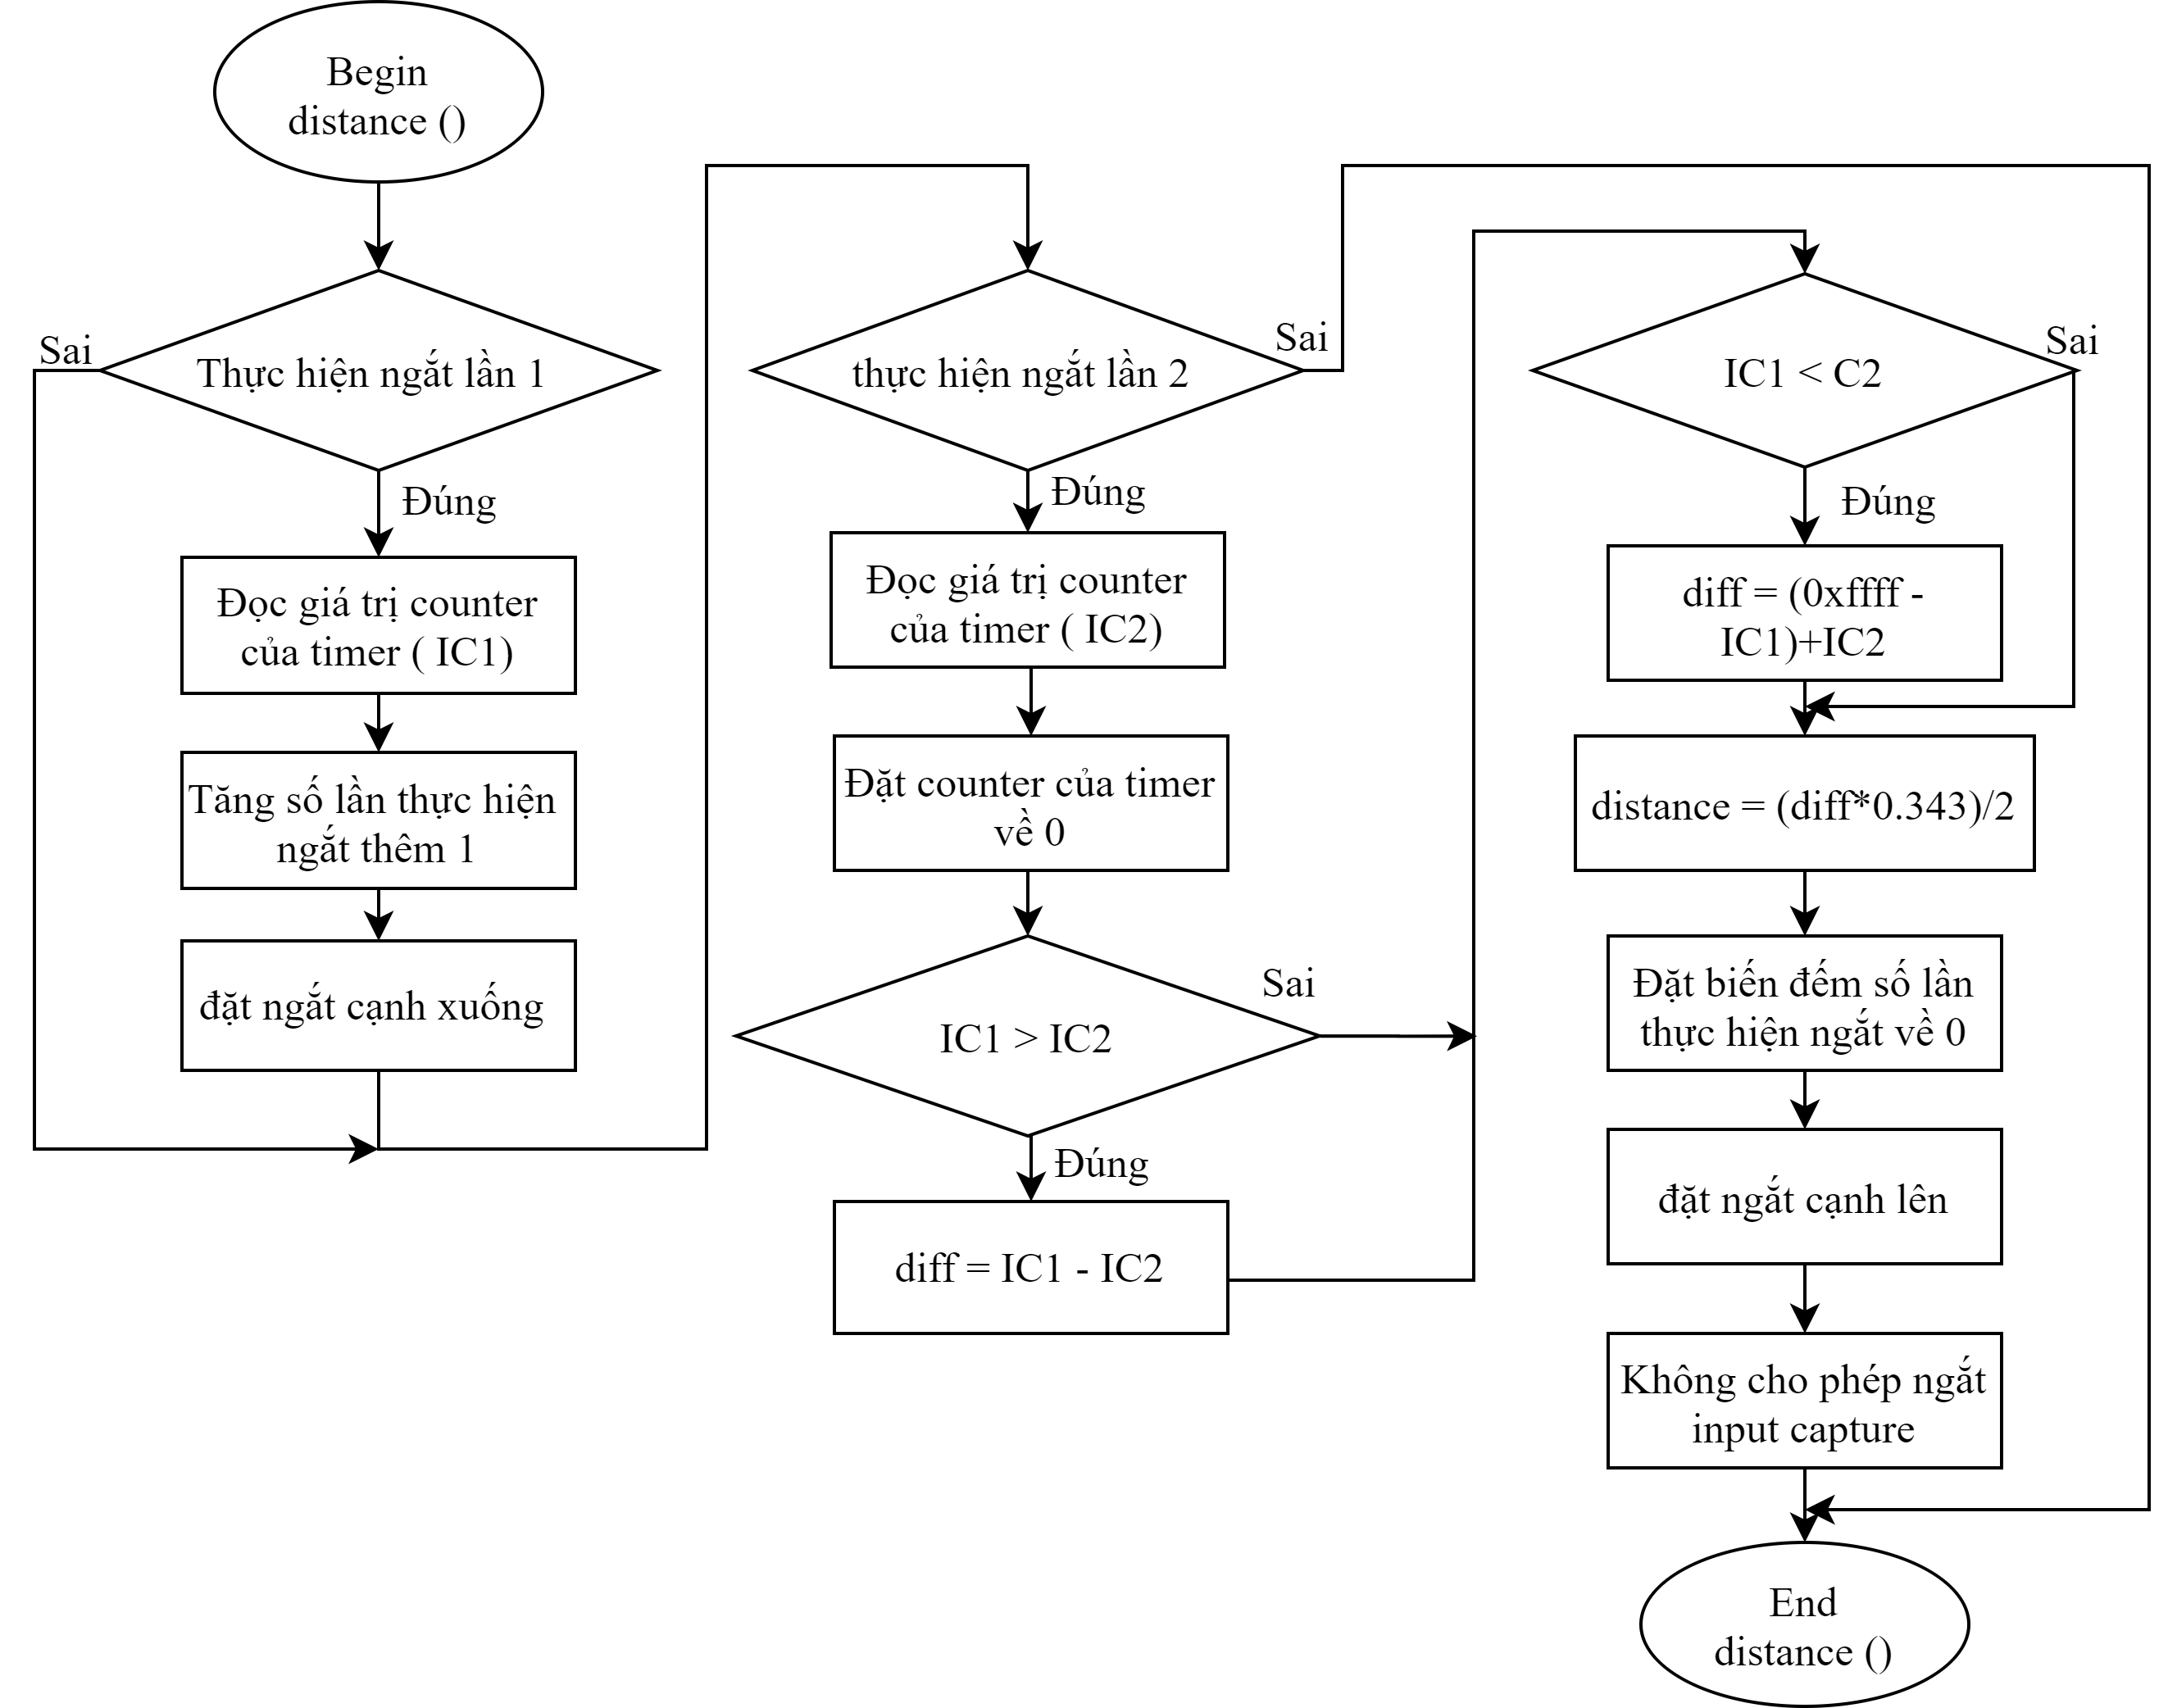 Begin
distance ()
Sai
Thực hiện ngắt lần 1
Đúng
Đọc giá trị counter
của timer ( IC1)
Tăng số lần thực hiện
ngắt thêm 1
đặt ngắt cạnh xuống
thực hiện ngắt lần 2
Sai
Đúng
Đọc giá trị counter
của timer ( IC2)
Đặt counter của timer
về 0
IC1 > IC2
Sai
Đúng
diff = IC1 - IC2
IC1 < C2
Sai
Đúng
diff = (0xffff -
IC1)+IC2
distance = (diff*0.343)/2
Đặt biến đếm số lần
thực hiện ngắt về 0
đặt ngắt cạnh lên
Không cho phép ngắt
input capture
End
distance ()